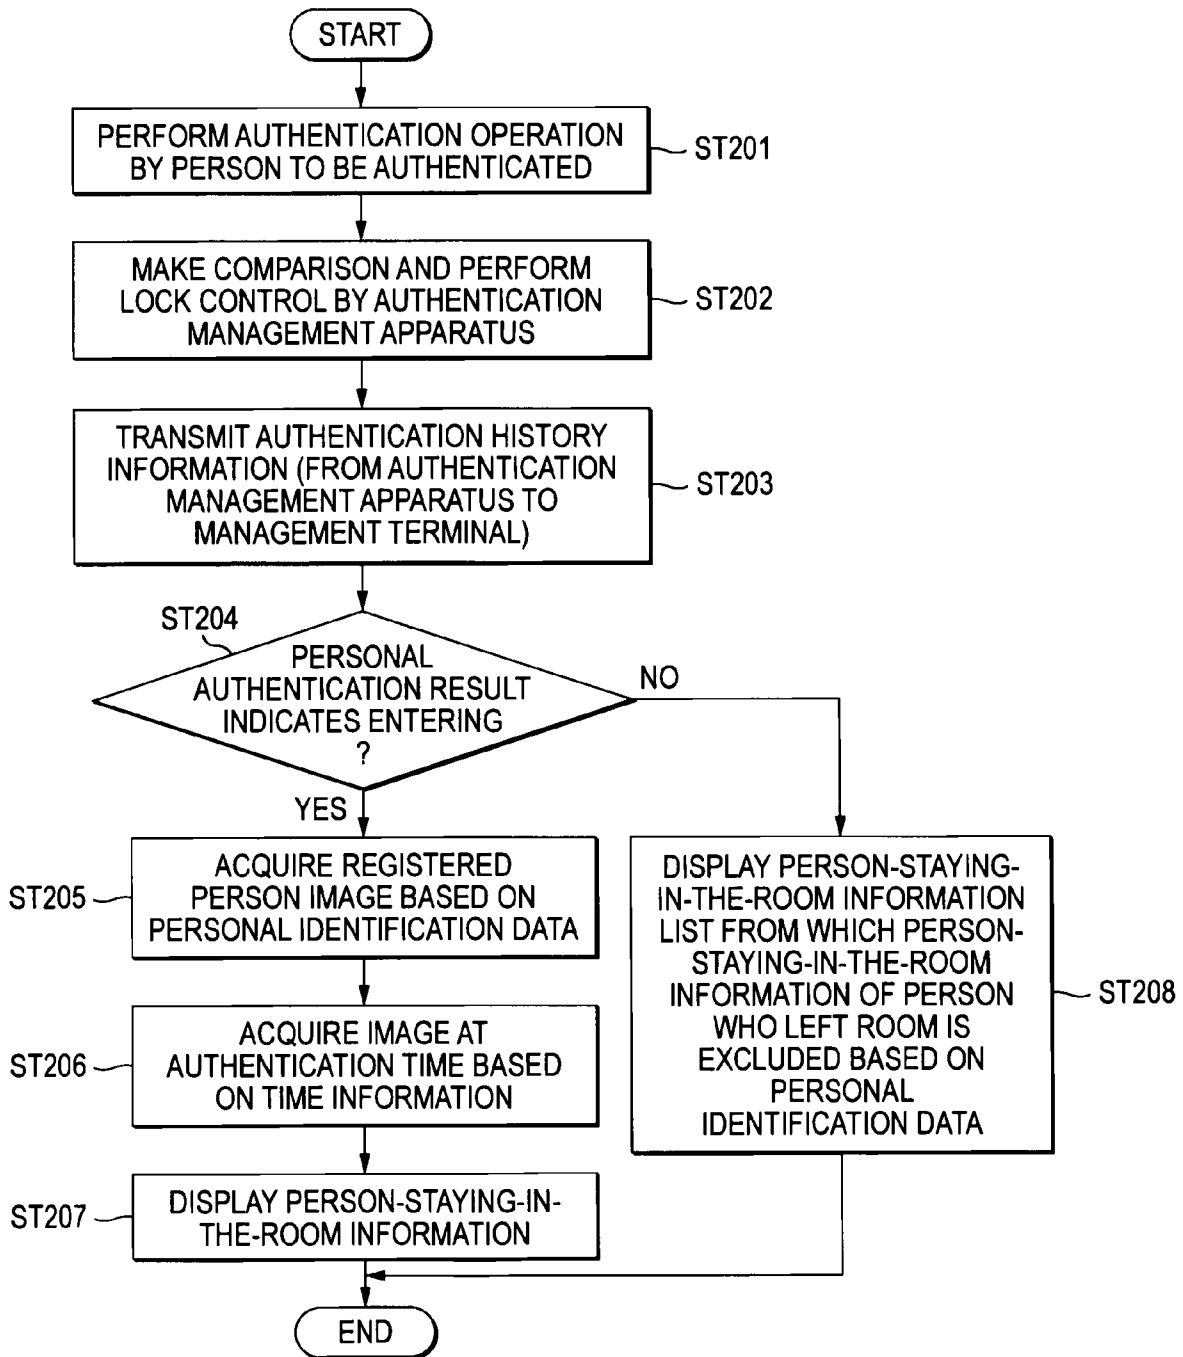 START
PERFORM AUTHENTICATION OPERATION
BY PERSON TO BE AUTHENTICATED
ST201
MAKE COMPARISON AND PERFORM
LOCK CONTROL BY AUTHENTICATION
MANAGEMENT APPARATUS
ST202
TRANSMIT AUTHENTICATION HISTORY
INFORMATION (FROM AUTHENTICATION
MANAGEMENT APPARATUS TO
MANAGEMENT TERMINAL)
ST203
ST204
PERSONAL
AUTHENTICATION RESULT
INDICATES ENTERING
?
NO
YES
ST205
ACQUIRE REGISTERED
PERSON IMAGE BASED ON
PERSONAL IDENTIFICATION DATA
ST206
ACQUIRE IMAGE AT
AUTHENTICATION TIME BASED
ON TIME INFORMATION
ST207
DISPLAY PERSON-STAYING-IN-
THE-ROOM INFORMATION
DISPLAY PERSON-STAYING-
IN-THE-ROOM INFORMATION
LIST FROM WHICH PERSON-
STAYING-IN-THE-ROOM
INFORMATION OF PERSON
WHO LEFT ROOM IS
EXCLUDED BASED ON
PERSONAL
IDENTIFICATION DATA
ST208
END